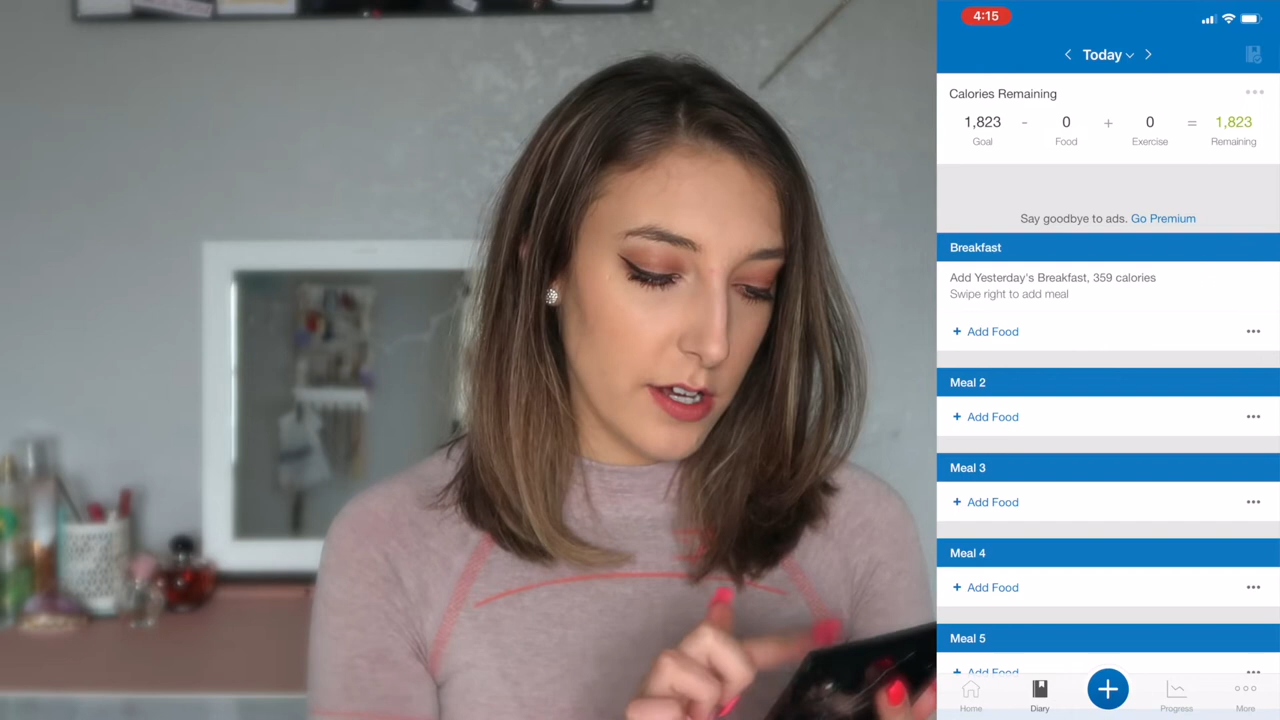 4:15
Today
Calories Remaining
1,823 - 0 + 0 = 1,823
Goal Food Exercise Remaining
Say goodbye to ads. Go Premium
Breakfast
Add Yesterday's Breakfast, 359 calories
Swipe right to add meal
+ Add Food
Meal 2
+ Add Food
Meal 3
+ Add Food
Meal 4
+ Add Food
Meal 5
+ Add Food
Home Diary + Progress More